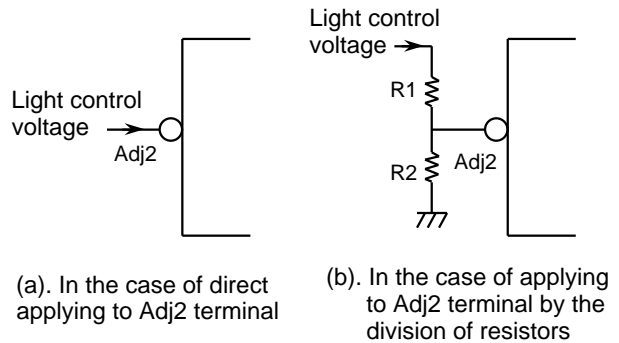 Light control
voltage
Adj2
(a). In the case of direct
applying to Adj2 terminal
Light control
voltage
R1
R2
Adj2
(b). In the case of applying
to Adj2 terminal by the
division of resistors